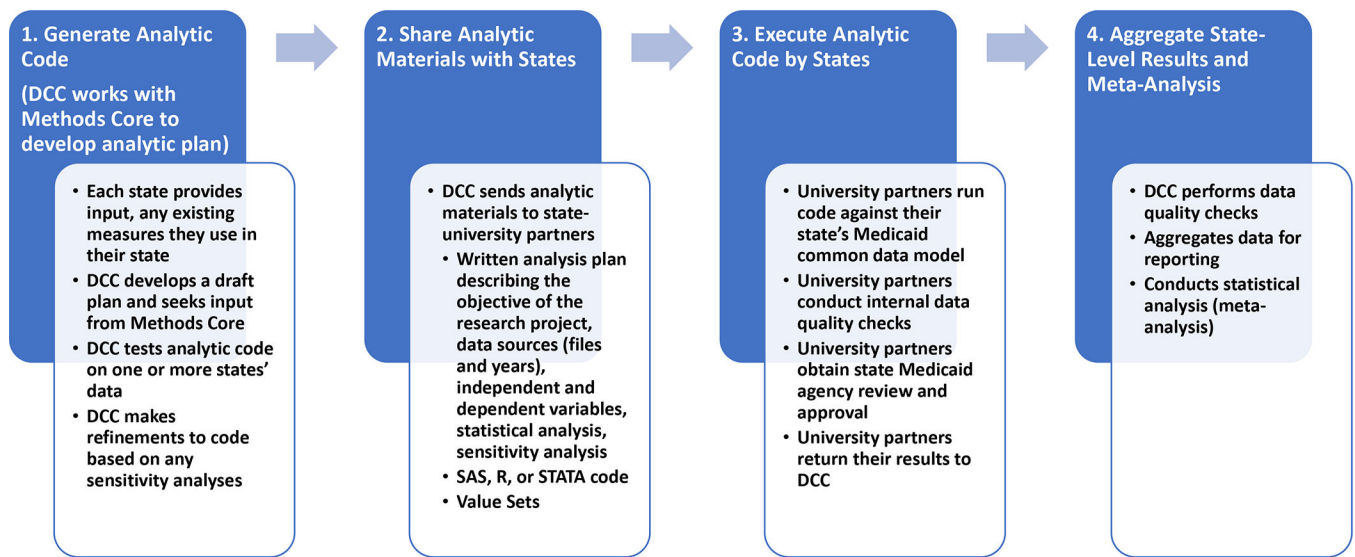 1. Generate Analytic
Code
(DCC works with
Methods Core to
develop analytic plan)
• Each state provides
input, any existing
measures they use in
their state
• DCC develops a draft
plan and seeks input
from Methods Core
• DCC tests analytic code
on one or more states’
data
• DCC makes
refinements to code
based on any
sensitivity analyses
2. Share Analytic
Materials with States
• DCC sends analytic
materials to state-
university partners
• Written analysis plan
describing the
objective of the
research project,
data sources (files
and years),
independent and
dependent variables,
statistical analysis,
sensitivity analysis
• SAS, R, or STATA code
• Value Sets
3. Execute Analytic
Code by States
• University partners run
code against their
state’s Medicaid
common data model
• University partners
conduct internal data
quality checks
• University partners
obtain state Medicaid
agency review and
approval
• University partners
return their results to
DCC
4. Aggregate State-
Level Results and
Meta-Analysis
• DCC performs data
quality checks
• Aggregates data for
reporting
• Conducts statistical
analysis (meta-
analysis)